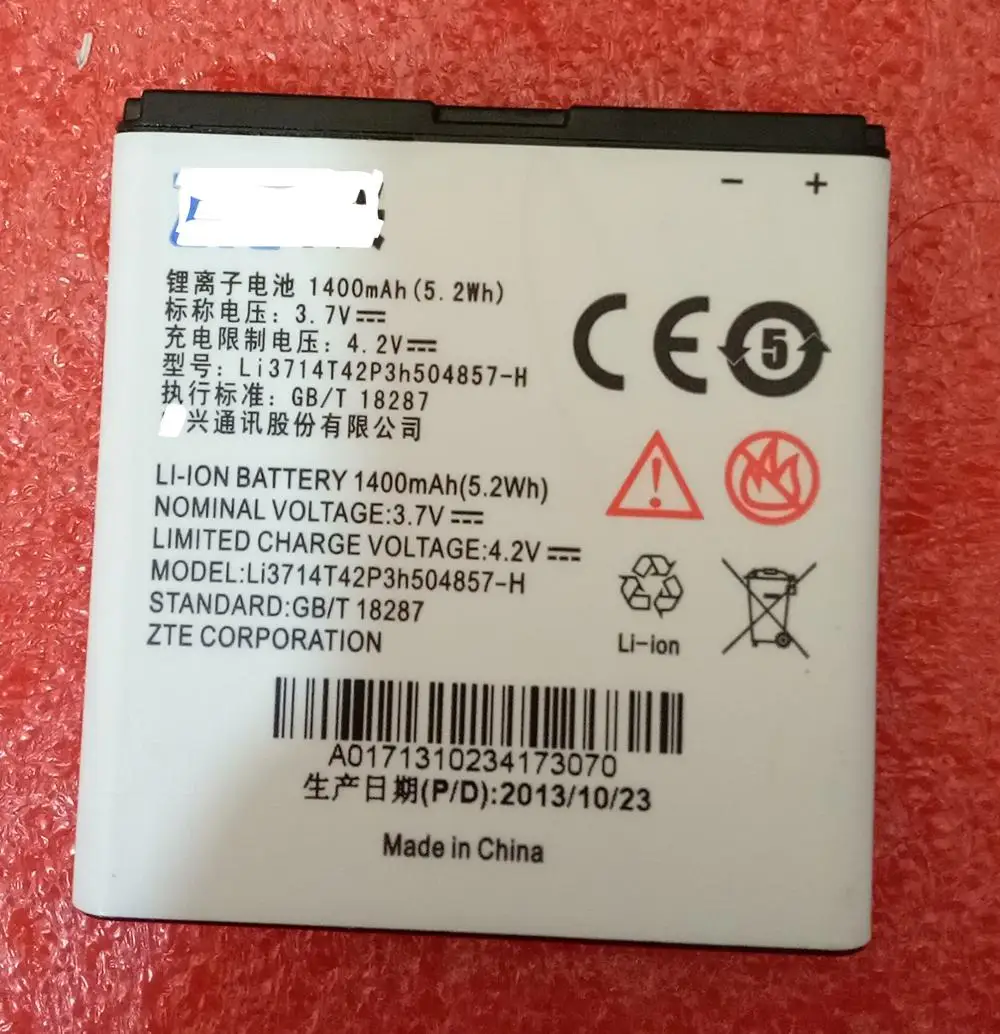 - +
锂离子电池 1400mAh(5.2Wh)
标称电压: 3.7V
充电限制电压: 4.2V
型号: Li3714T42P3h504857-H
执行标准: GB/T 18287
兴通讯股份有限公司
CE 5
LI-ION BATTERY 1400mAh(5.2Wh)
NOMINAL VOLTAGE:3.7V
LIMITED CHARGE VOLTAGE:4.2V
MODEL:Li3714T42P3h504857-H
STANDARD:GB/T 18287
ZTE CORPORATION
Li-ion
A0171310234173070
生产日期(P/D):2013/10/23
Made in China